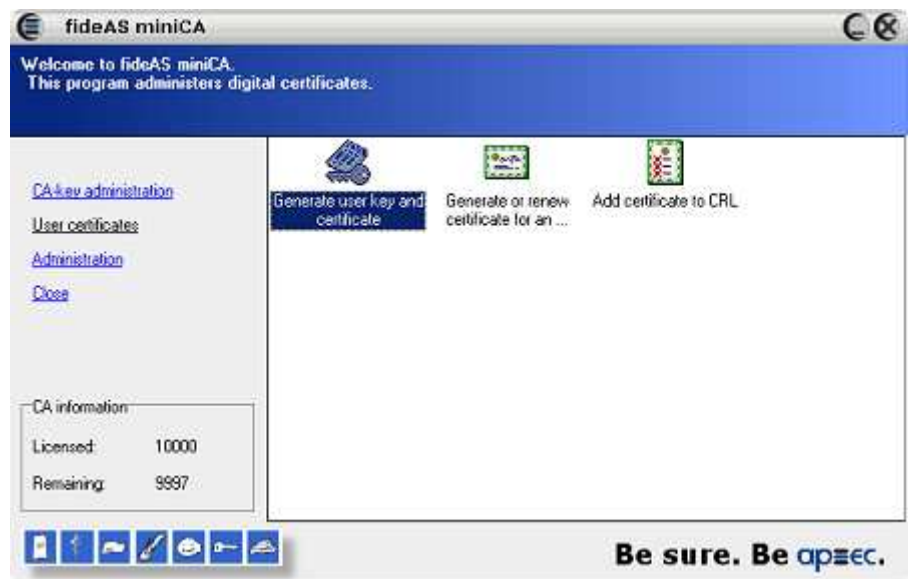 fideAS miniCA
Welcome to fideAS miniCA.
This program administers digital certificates.
CA-key administration
User certificates
Administration
Close
Generate user key and
certificate
Generate or renew
certificate for an ...
Add certificate to CRL
CA information
Licensed: 10000
Remaining: 9997
Be sure. Be apsec.